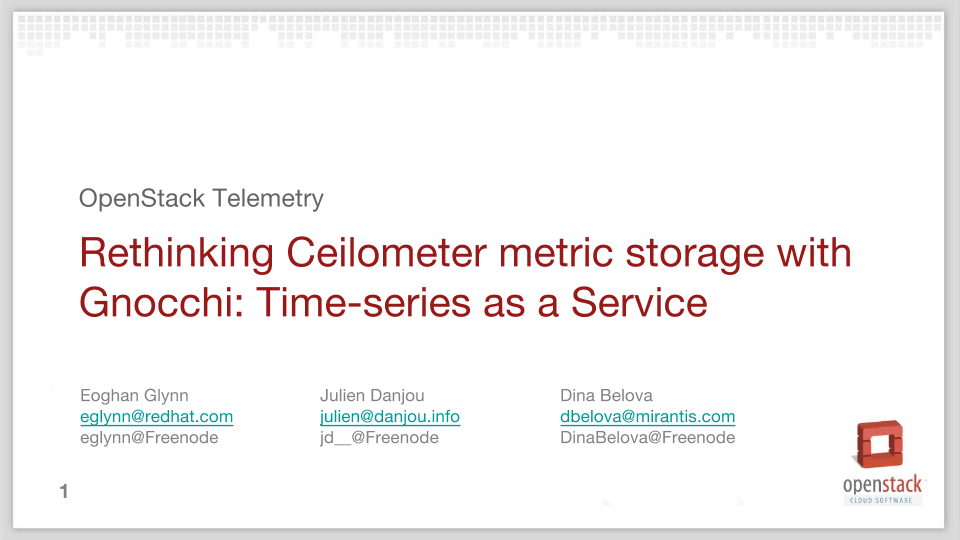 OpenStack Telemetry
Rethinking Ceilometer metric storage with
Gnocchi: Time-series as a Service
Eoghan Glynn
eglynn@redhat.com
eglynn@Freenode
Julien Danjou
julien@danjou.info
jd__@Freenode
Dina Belova
dbelova@mirantis.com
DinaBelova@Freenode
openstack
CLOUD SOFTWARE
1